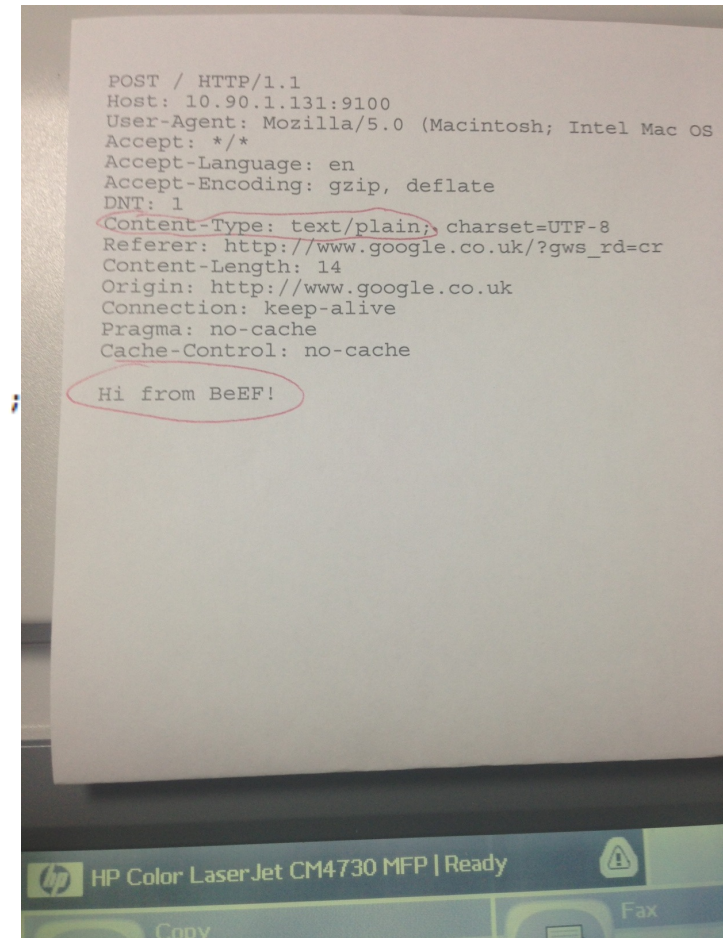 POST / HTTP/1.1
Host: 10.90.1.131:9100
User-Agent: Mozilla/5.0 (Macintosh; Intel Mac OS
Accept: */*
Accept-Language: en
Accept-Encoding: gzip, deflate
DNT: 1
Content-Type: text/plain; charset=UTF-8
Referer: http://www.google.co.uk/?gws_rd=cr
Content-Length: 14
Origin: http://www.google.co.uk
Connection: keep-alive
Pragma: no-cache
Cache-Control: no-cache
Hi from BeEF!
;
hp HP Color LaserJet CM4730 MFP | Ready
Fax
Copy